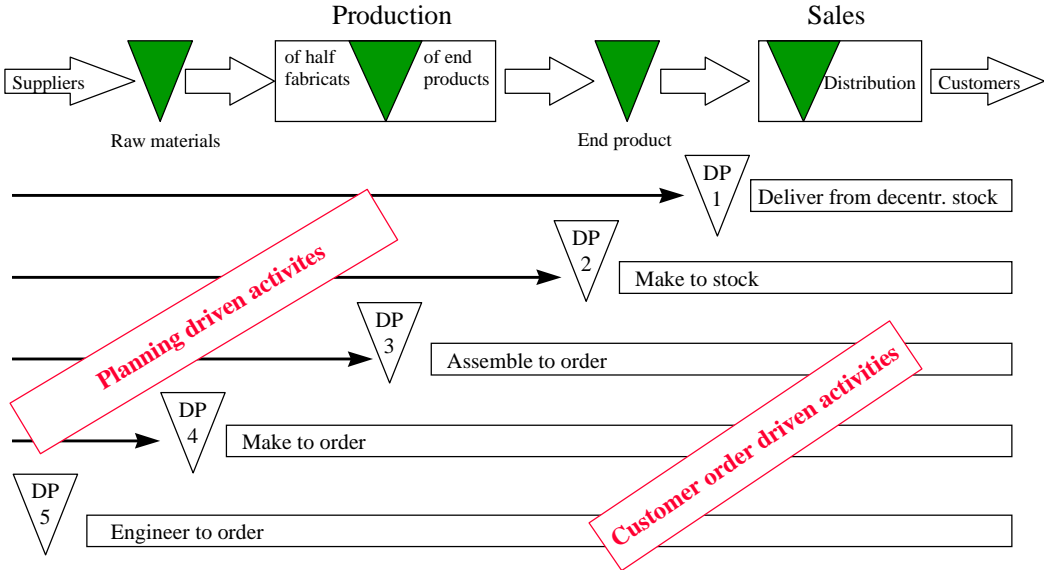 Production
Sales
Suppliers
of half
fabricats
of end
products
Distribution
Customers
Raw materials
End product
DP
1
Deliver from decentr. stock
DP
2
Make to stock
Planning driven activites
DP
3
Assemble to order
Customer order driven activities
DP
4
Make to order
DP
5
Engineer to order